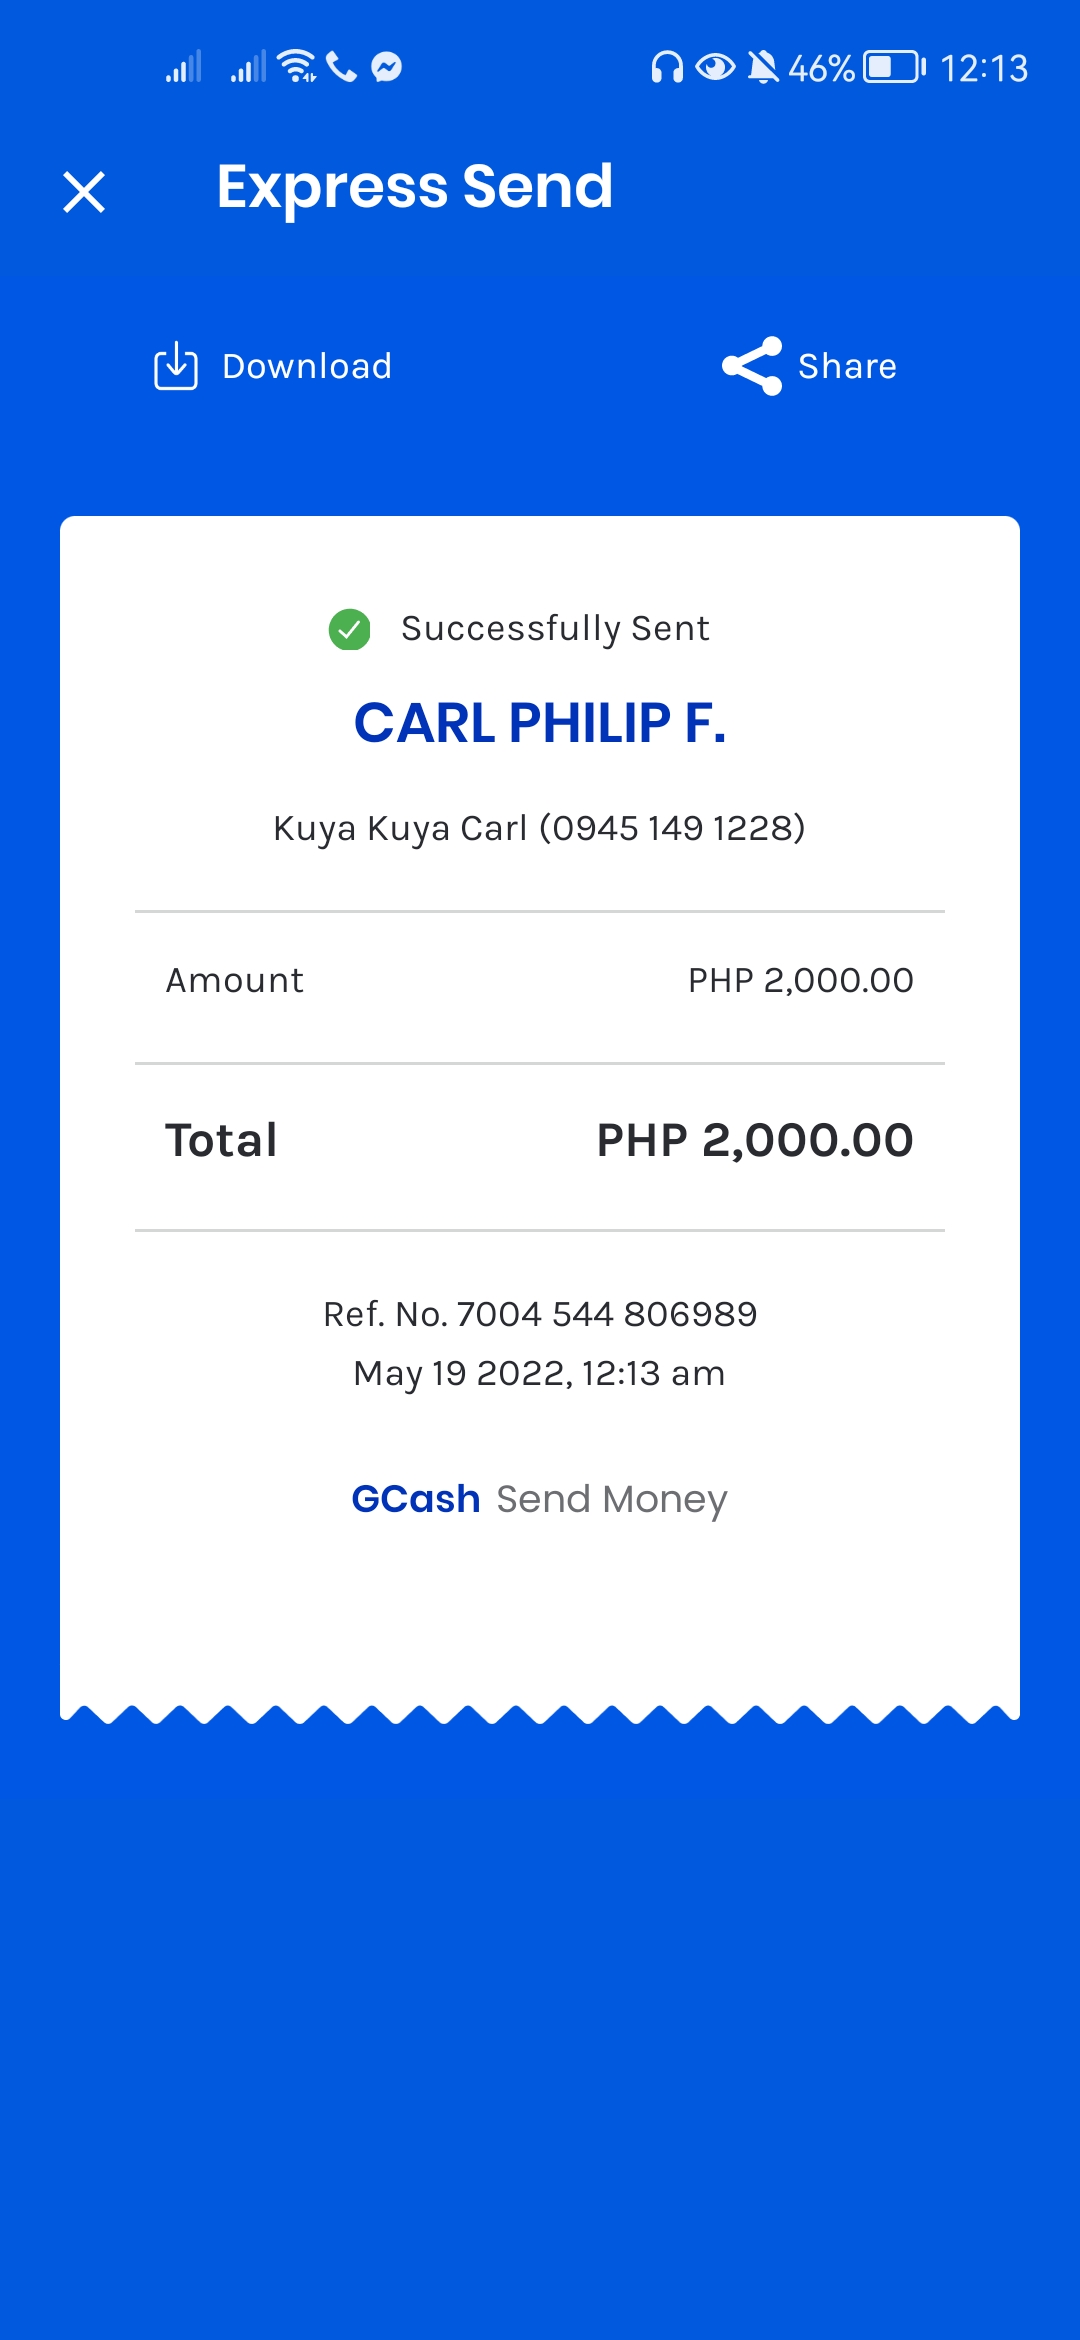 46% 12:13
Express Send
Download Share
Successfully Sent
CARL PHILIP F.
Kuya Kuya Carl (0945 149 1228)
Amount PHP 2,000.00
Total PHP 2,000.00
Ref. No. 7004 544 806989
May 19 2022, 12:13 am
GCash Send Money